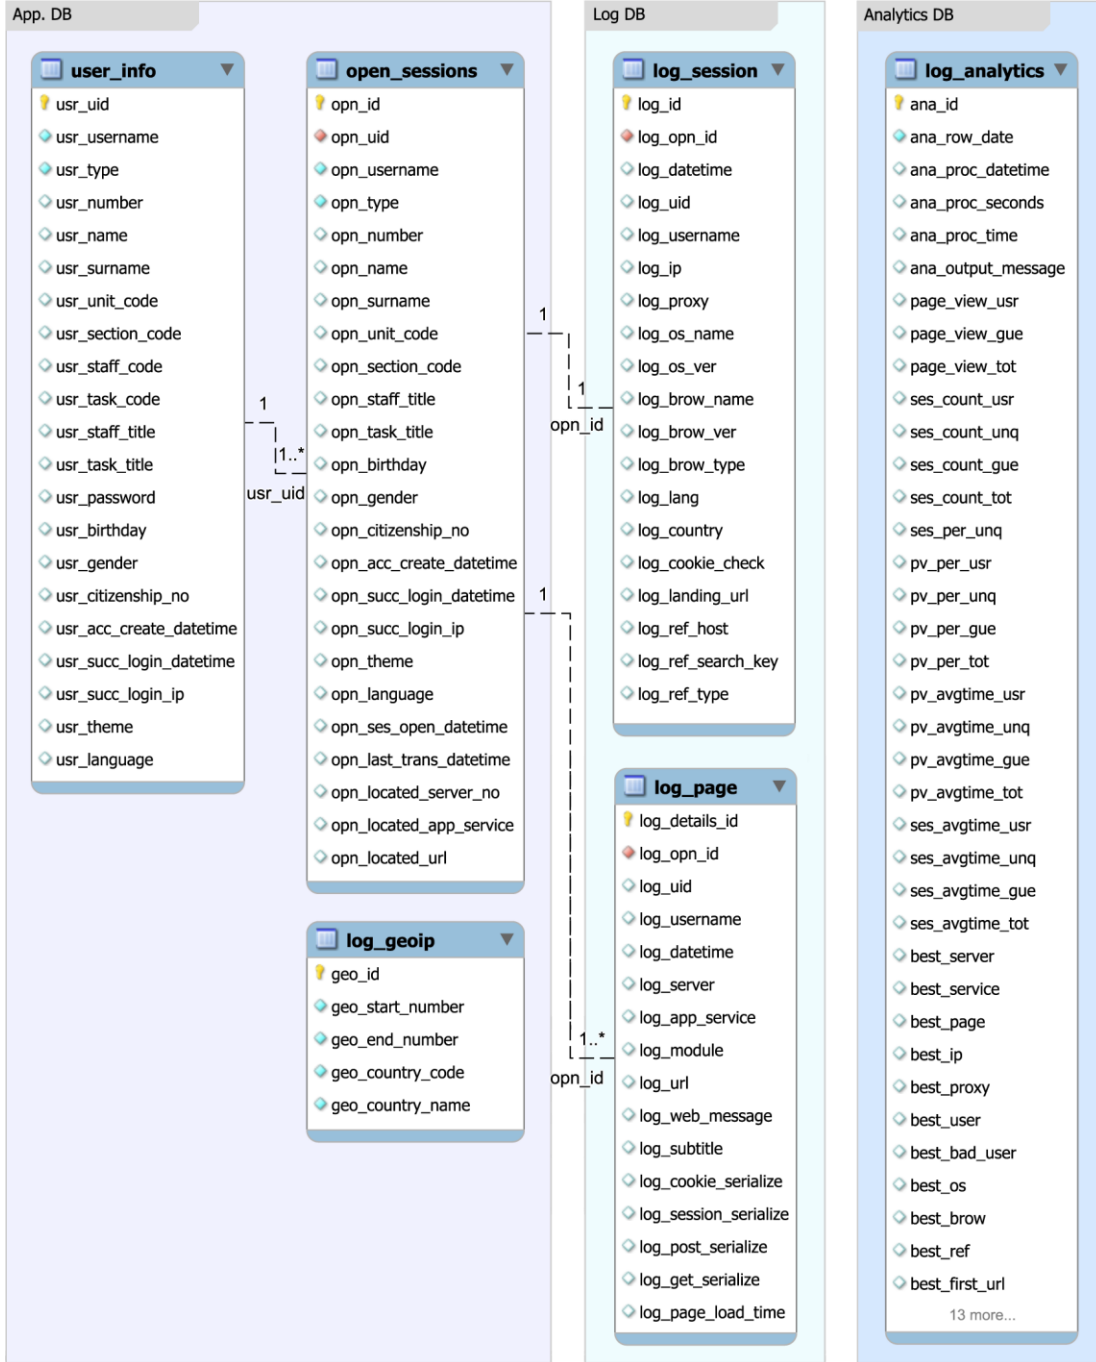 App. DB
user_info
usr_uid
usr_username
usr_type
usr_number
usr_name
usr_surname
usr_unit_code
usr_section_code
usr_staff_code
usr_task_code
usr_staff_title
usr_task_title
usr_password
usr_birthday
usr_gender
usr_citizenship_no
usr_acc_create_datetime
usr_succ_login_datetime
usr_succ_login_ip
usr_theme
usr_language
1
1..*
usr_uid
open_sessions
opn_id
opn_uid
opn_username
opn_type
opn_number
opn_name
opn_surname
opn_unit_code
opn_section_code
opn_staff_title
opn_task_title
opn_birthday
opn_gender
opn_citizenship_no
opn_acc_create_datetime
opn_succ_login_datetime
opn_succ_login_ip
opn_theme
opn_language
opn_ses_open_datetime
opn_last_trans_datetime
opn_located_server_no
opn_located_app_service
opn_located_url
log_geoip
geo_id
geo_start_number
geo_end_number
geo_country_code
geo_country_name
1
1
opn_id
1
1..*
opn_id
Log DB
log_session
log_id
log_opn_id
log_datetime
log_uid
log_username
log_ip
log_proxy
log_os_name
log_os_ver
log_brow_name
log_brow_ver
log_brow_type
log_lang
log_country
log_cookie_check
log_landing_url
log_ref_host
log_ref_search_key
log_ref_type
log_page
log_details_id
log_opn_id
log_uid
log_username
log_datetime
log_server
log_app_service
log_module
log_url
log_web_message
log_subtitle
log_cookie_serialize
log_session_serialize
log_post_serialize
log_get_serialize
log_page_load_time
Analytics DB
log_analytics
ana_id
ana_row_date
ana_proc_datetime
ana_proc_seconds
ana_proc_time
ana_output_message
page_view_usr
page_view_gue
page_view_tot
ses_count_usr
ses_count_unq
ses_count_gue
ses_count_tot
ses_per_unq
pv_per_usr
pv_per_unq
pv_per_gue
pv_per_tot
pv_avgtime_usr
pv_avgtime_unq
pv_avgtime_gue
pv_avgtime_tot
ses_avgtime_usr
ses_avgtime_unq
ses_avgtime_gue
ses_avgtime_tot
best_server
best_service
best_page
best_ip
best_proxy
best_user
best_bad_user
best_os
best_brow
best_ref
best_first_url
13 more...